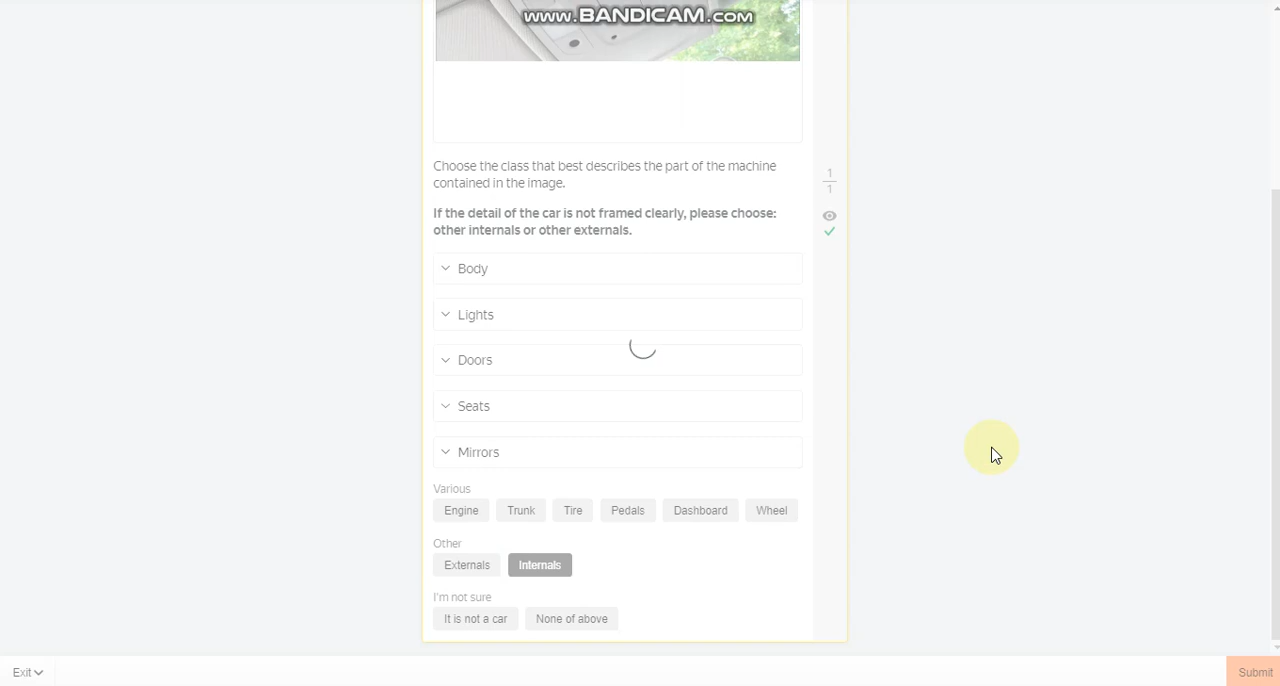 www.BANDICAM.com
Choose the class that best describes the part of the machine
contained in the image.
1
1
If the detail of the car is not framed clearly, please choose:
other internals or other externals.
Body
Lights
Doors
Seats
Mirrors
Various
Engine Trunk Tire Pedals Dashboard Wheel
Other
Externals Internals
I'm not sure
It is not a car None of above
Exit Submit